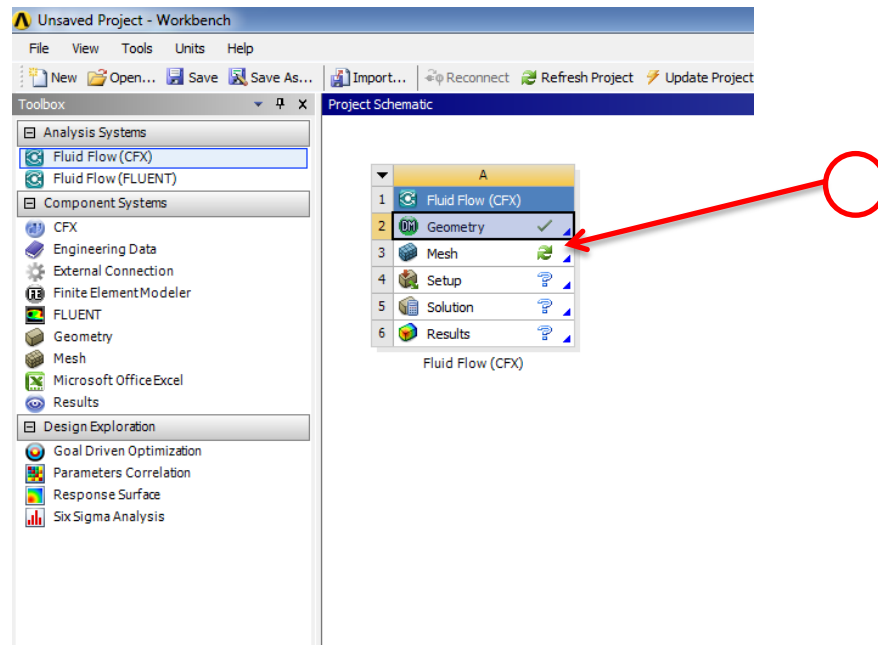 Unsaved Project - Workbench
File View Tools Units Help
New Open... Save Save As... Import... Reconnect Refresh Project Update Project
Toolbox
Project Schematic
Analysis Systems
Fluid Flow (CFX)
Fluid Flow (FLUENT)
Component Systems
CFX
Engineering Data
External Connection
Finite Element Modeler
FLUENT
Geometry
Mesh
Microsoft Office Excel
Results
Design Exploration
Goal Driven Optimization
Parameters Correlation
Response Surface
Six Sigma Analysis
A
1 Fluid Flow (CFX)
2 DM Geometry
3 Mesh
4 Setup ?
5 Solution ?
6 Results ?
Fluid Flow (CFX)